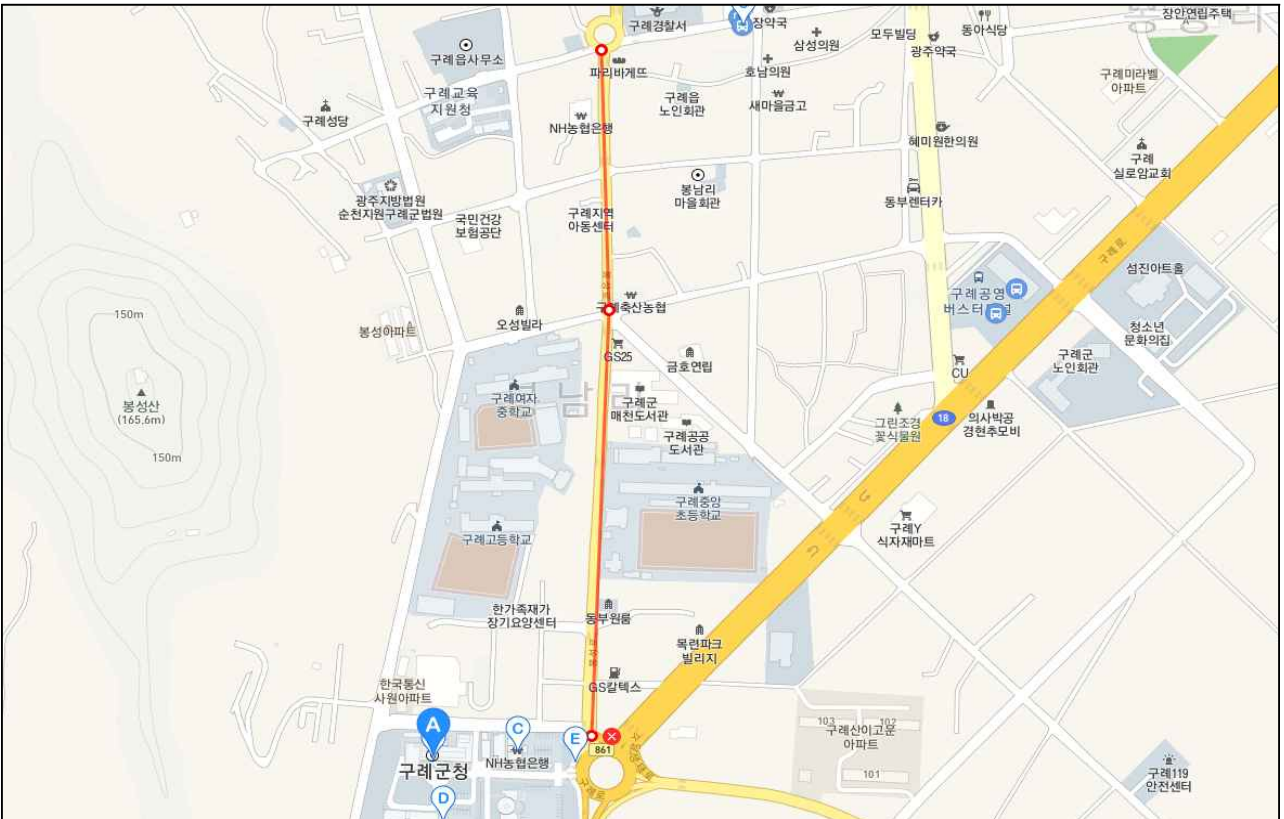 구례경찰서
장약국
삼성의원
모두빌딩
동아식당
광주약국
장안연립주택
구례읍사무소
파리바게뜨
호남의원
구례미라벨
아파트
구례교육
지원청
구례성당
NH농협은행
구례읍
노인회관
새마을금고
혜미원한의원
구례
실로암교회
광주지방법원
순천지원구례군법원
국민건강
보험공단
구례지역
아동센터
봉남리
마을회관
동부렌터카
구례로
섬진아트홀
150m
봉성아파트
오성빌라
구례축산농협
구례공영
청소년
문화의집
GS25
금호연립
구례군
노인회관
CU
봉성산
(165.6m)
150m
구례여자
중학교
구례군
매천도서관
구례공공
도서관
그린조경
꽃식물원
18
의사박공
경현추모비
구례중앙
초등학교
구례Y
식자재마트
구례고등학교
한가족재가
장기요양센터
동부원룸
목련파크
빌리지
GS칼텍스
한국통신
사원아파트
A
C
E
861
구례군청
NH농협은행
D
구례로
103
102
구례산이고운
아파트
101
구례119
안전센터